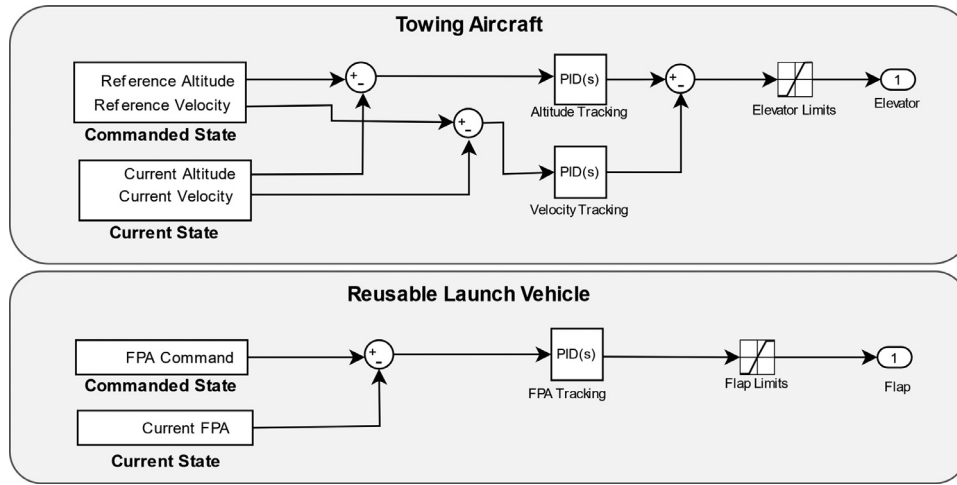 Towing Aircraft
Reference Altitude
Reference Velocity
Commanded State
Current Altitude
Current Velocity
Current State
+
−
+
−
PID(s)
Altitude Tracking
PID(s)
Velocity Tracking
+
−
Elevator Limits
1
Elevator
Reusable Launch Vehicle
FPA Command
Commanded State
Current FPA
Current State
+
−
PID(s)
FPA Tracking
Flap Limits
1
Flap